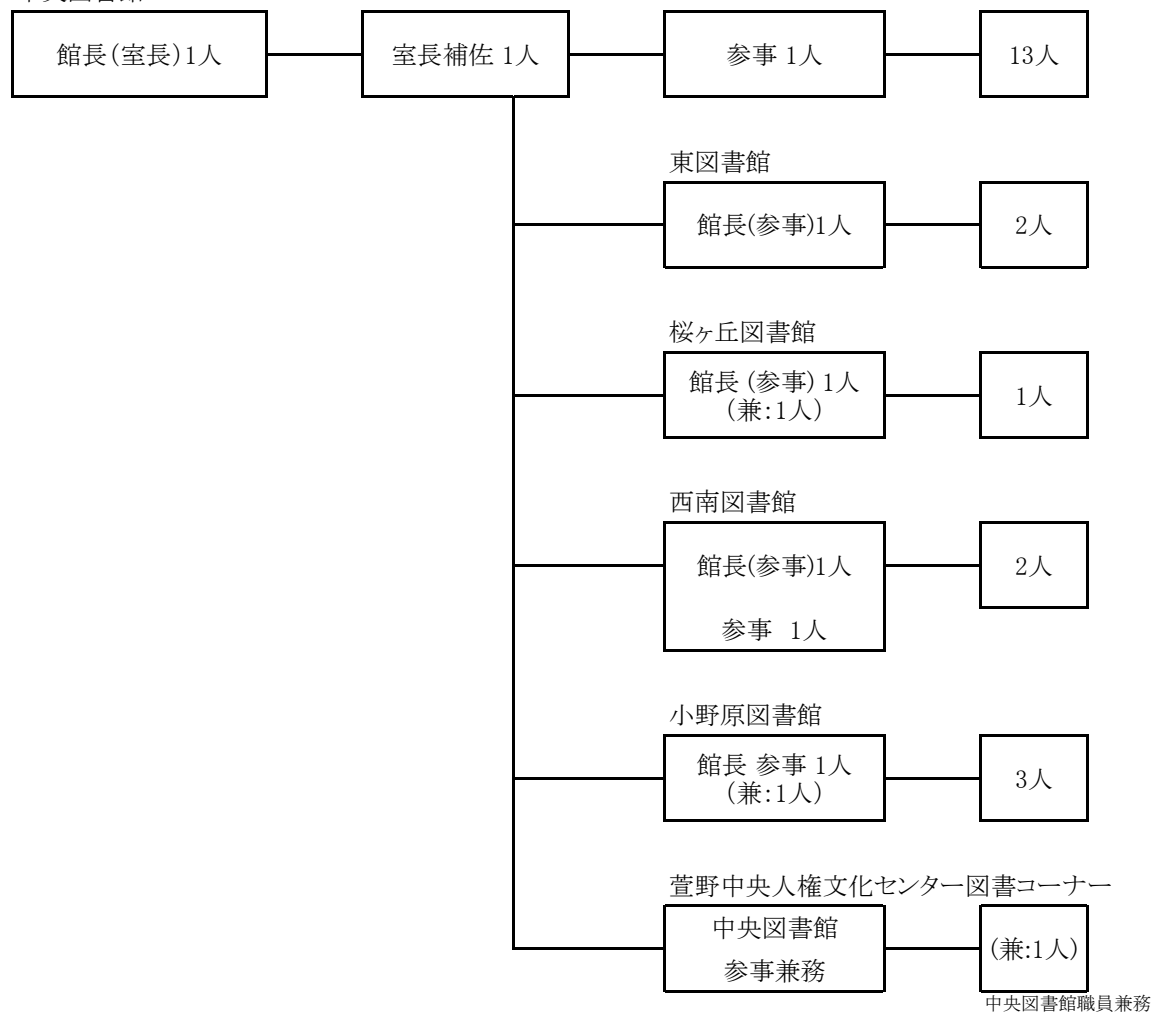 館長(室長)1人 室長補佐 1人 参事 1人 13人
東図書館
館長(参事)1人 2人
桜ヶ丘図書館
館長 (参事) 1人
(兼:1人) 1人
西南図書館
館長(参事)1人 2人
参事 1人
小野原図書館
館長 参事 1人
(兼:1人) 3人
萱野中央人権文化センター図書コーナー
中央図書館
参事兼務
(兼:1人)
中央図書館職員兼務